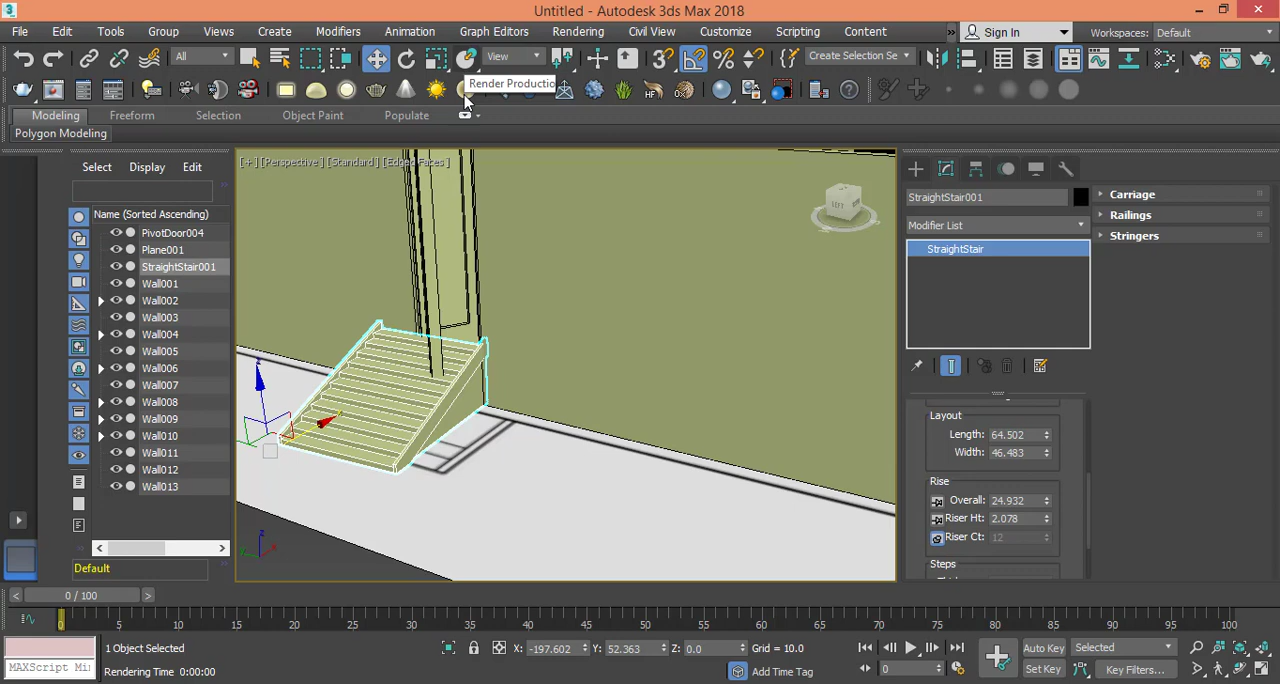 Untitled - Autodesk 3ds Max 2018
File Edit Tools Group Views Create Modifiers Animation Graph Editors Rendering Civil View Customize Scripting Content Sign In Workspaces: Default
All View Create Selection Se
Render Productio
Modeling Freeform Selection Object Paint Populate
Polygon Modeling
Select Display Edit
[+] [Perspective] [Standard] [Edged Faces]
Name (Sorted Ascending)
PivotDoor004
Plane001
StraightStair001
Wall001
Wall002
Wall003
Wall004
Wall005
Wall006
Wall007
Wall008
Wall009
Wall010
Wall011
Wall012
Wall013
Default
LEFT
StraightStair001
Modifier List
StraightStair
Carriage
Railings
Stringers
Layout
Length: 64.502
Width: 46.483
Rise
Overall: 24.932
Riser Ht: 2.078
Riser Ct: 12
Steps
0 / 100
0 5 10 15 20 25 30 35 40 45 50 55 60 65 70 75 80 85 90 95 100
1 Object Selected X: -197.602 Y: 52.363 Z: 0.0 Grid = 10.0 Auto Key Selected
MAXScript Mi Rendering Time 0:00:00 Add Time Tag 0 Set Key Key Filters...